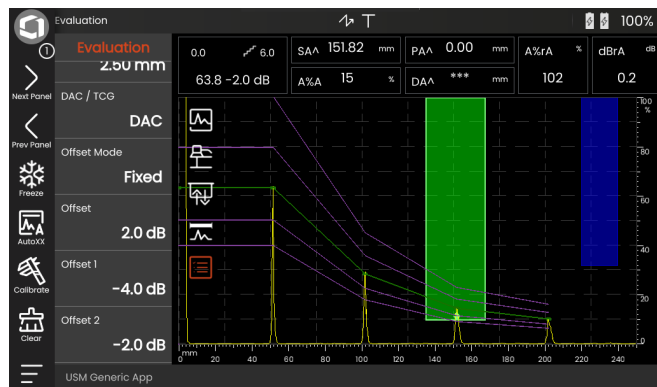 Evaluation
100%
1
Evaluation
2.50 mm
0.0 6.0
63.8 -2.0 dB
SA^ 151.82 mm
A%A 15 %
PA^ 0.00 mm
DA^ *** mm
A%rA %
102
dBrA dB
0.2
Next Panel
DAC / TCG
DAC
Prev Panel
Offset Mode
Fixed
Freeze
Offset
2.0 dB
AutoXX
Offset 1
-4.0 dB
Calibrate
Offset 2
-2.0 dB
Clear
100
%
80
60
40
20
0
mm
0 20 40 60 80 100 120 140 160 180 200 220 240
USM Generic App